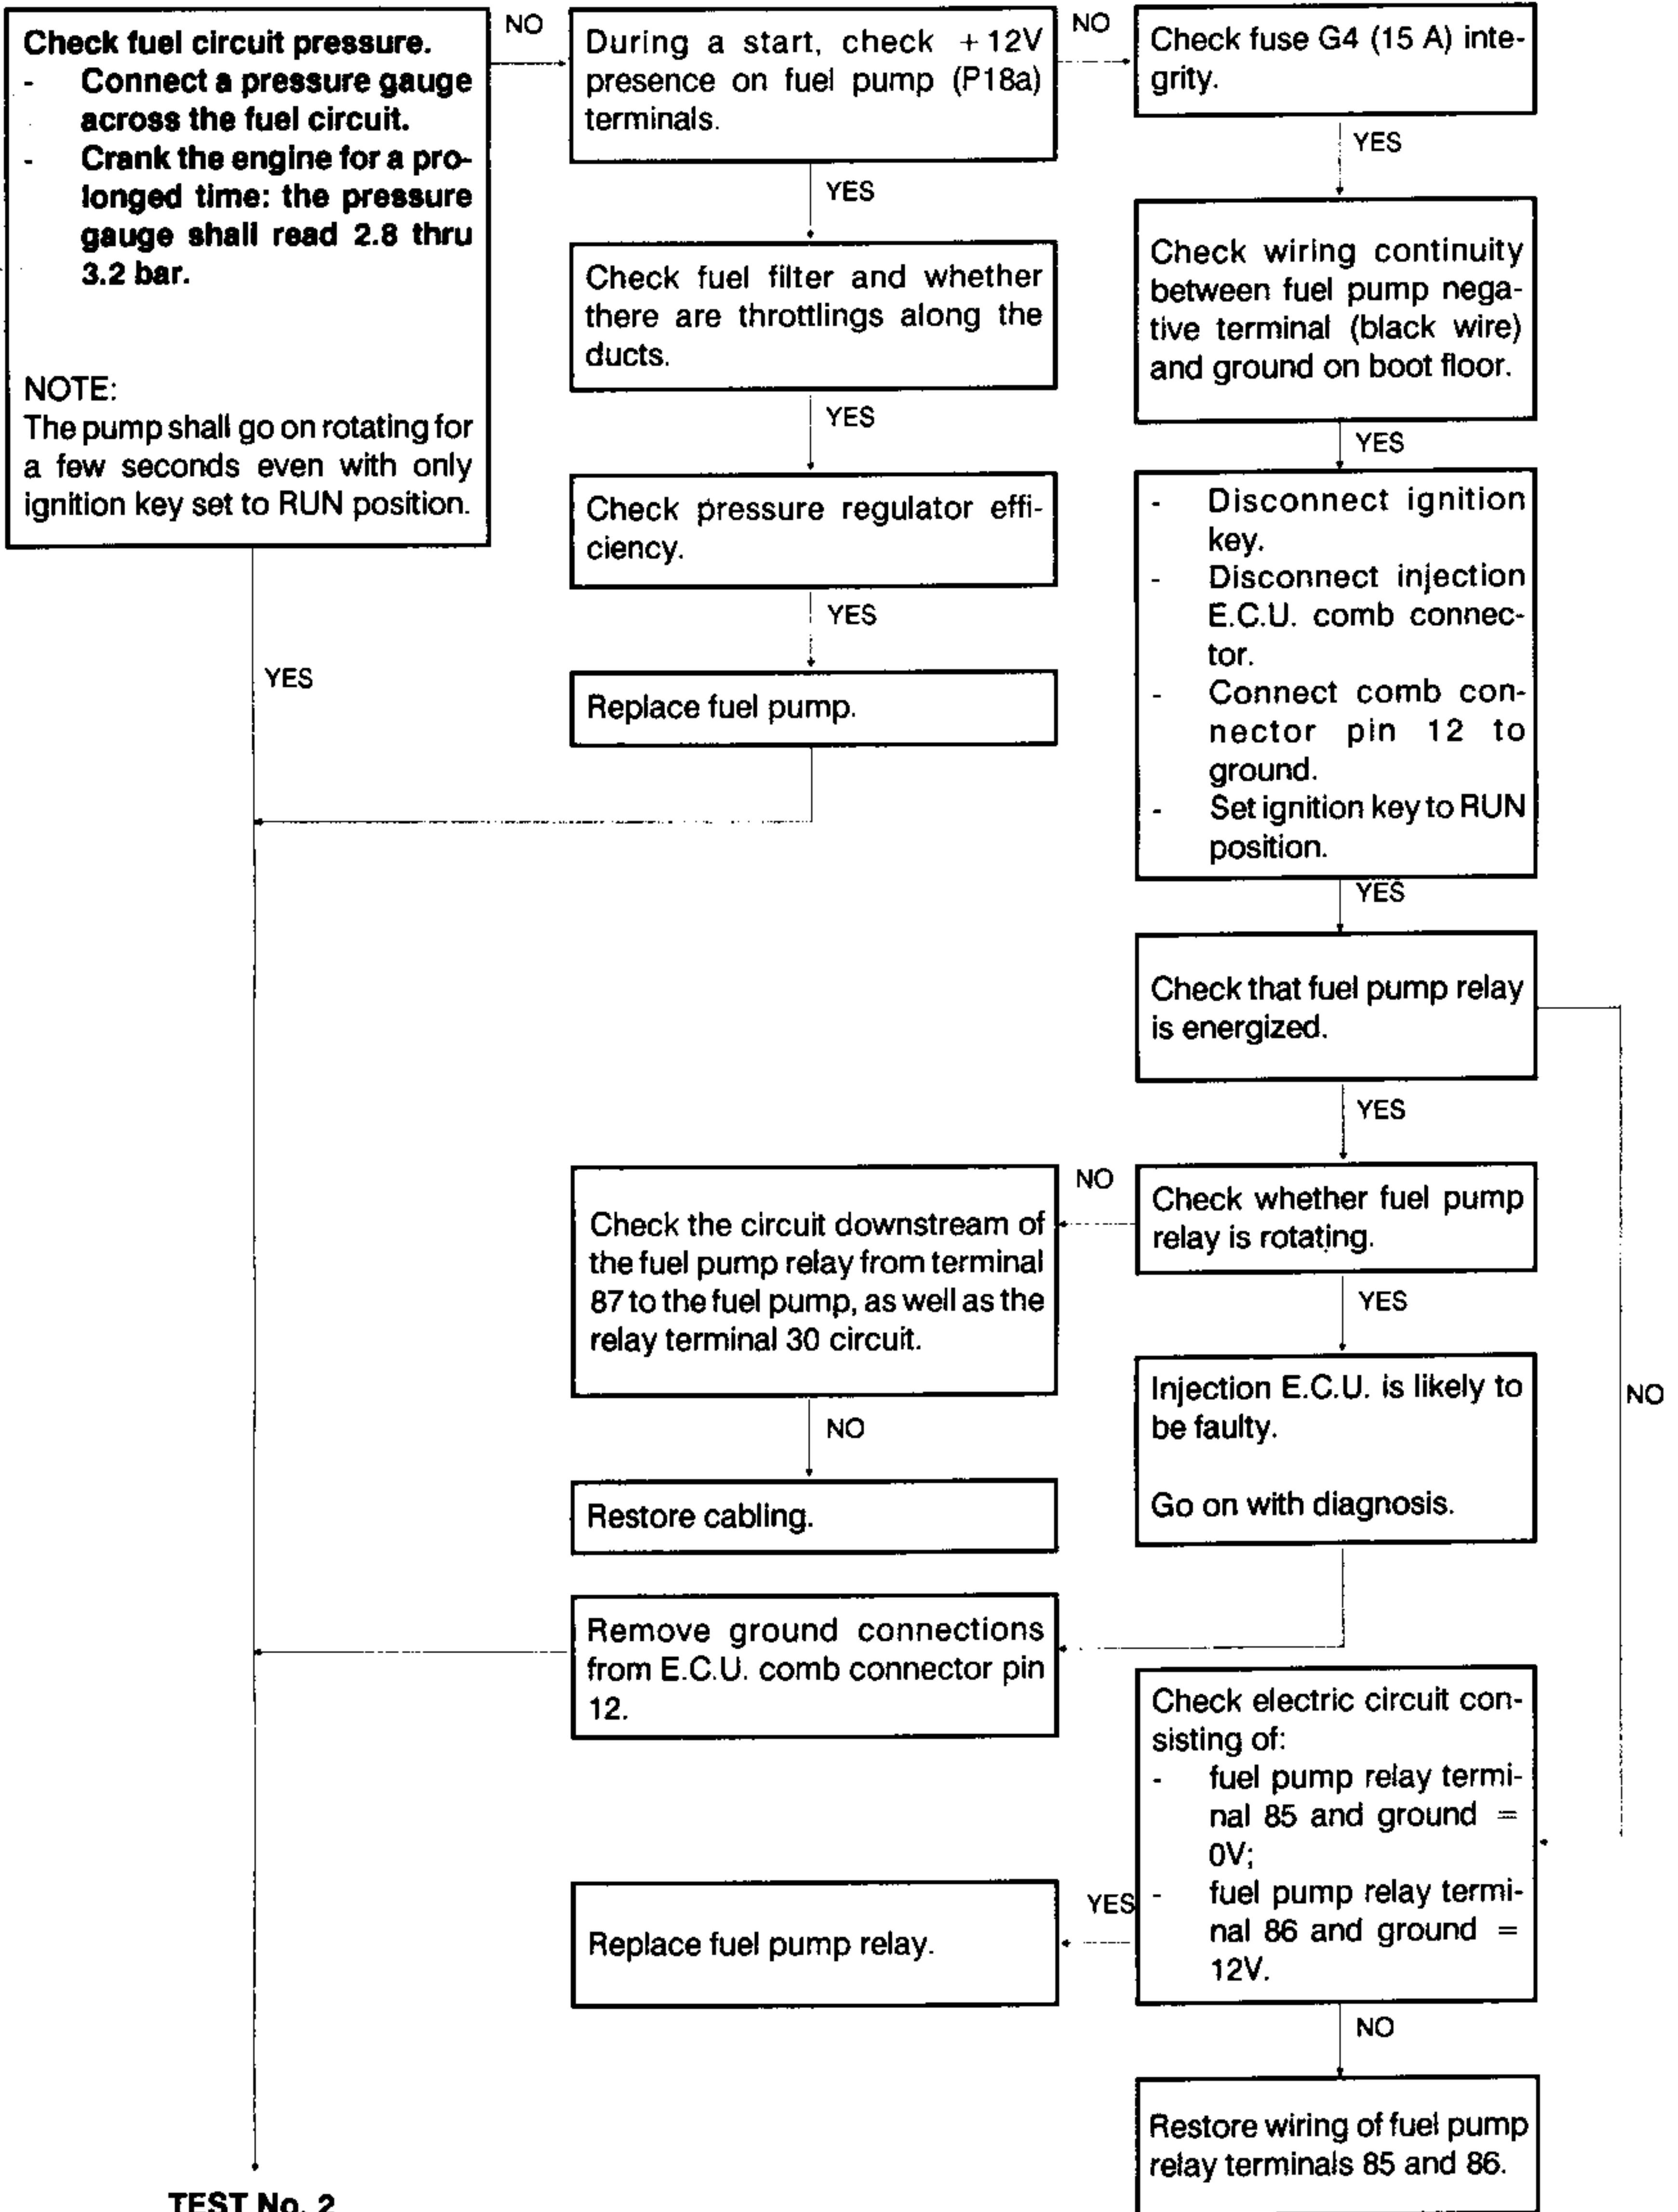 Check fuel circuit pressure.
- Connect a pressure gauge
across the fuel circuit.
- Crank the engine for a pro-
longed time: the pressure
gauge shall read 2.8 thru
3.2 bar.
NOTE:
The pump shall go on rotating for
a few seconds even with only
ignition key set to RUN position.
NO
During a start, check +12V
presence on fuel pump (P18a)
terminals.
NO
Check fuse G4 (15 A) inte-
grity.
YES
YES
Check fuel filter and whether
there are throttlings along the
ducts.
Check wiring continuity
between fuel pump nega-
tive terminal (black wire)
and ground on boot floor.
YES
YES
Check pressure regulator effi-
ciency.
- Disconnect ignition
key.
- Disconnect injection
E.C.U. comb connec-
tor.
- Connect comb con-
nector pin 12 to
ground.
- Set ignition key to RUN
position.
YES
YES
Replace fuel pump.
YES
Check that fuel pump relay
is energized.
YES
NO
Check whether fuel pump
relay is rotating.
Check the circuit downstream of
the fuel pump relay from terminal
87 to the fuel pump, as well as the
relay terminal 30 circuit.
YES
Injection E.C.U. is likely to
be faulty.
Go on with diagnosis.
NO
NO
Restore cabling.
Remove ground connections
from E.C.U. comb connector pin
12.
Check electric circuit con-
sisting of:
- fuel pump relay termi-
nal 85 and ground =
0V;
- fuel pump relay termi-
nal 86 and ground =
12V.
YES
Replace fuel pump relay.
NO
Restore wiring of fuel pump
relay terminals 85 and 86.
TEST No. 2